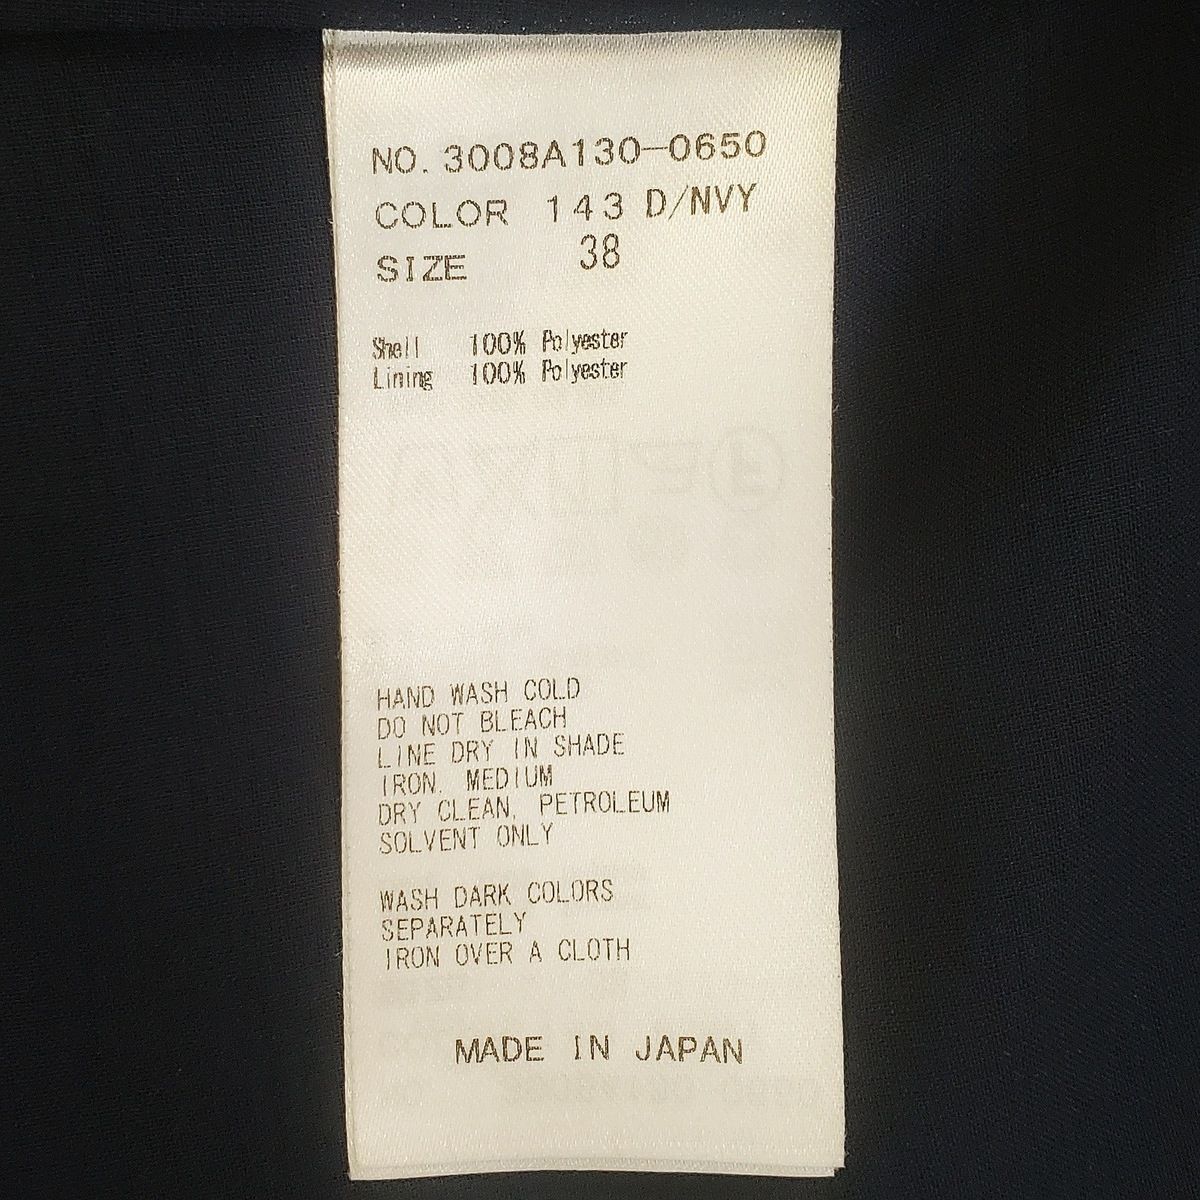 NO. 3008A130-0650
COLOR 143 D/NVY
SIZE 38
Shell 100% Polyester
Lining 100% Polyester
HAND WASH COLD
DO NOT BLEACH
LINE DRY IN SHADE
IRON. MEDIUM
DRY CLEAN, PETROLEUM
SOLVENT ONLY
WASH DARK COLORS
SEPARATELY
IRON OVER A CLOTH
MADE IN JAPAN